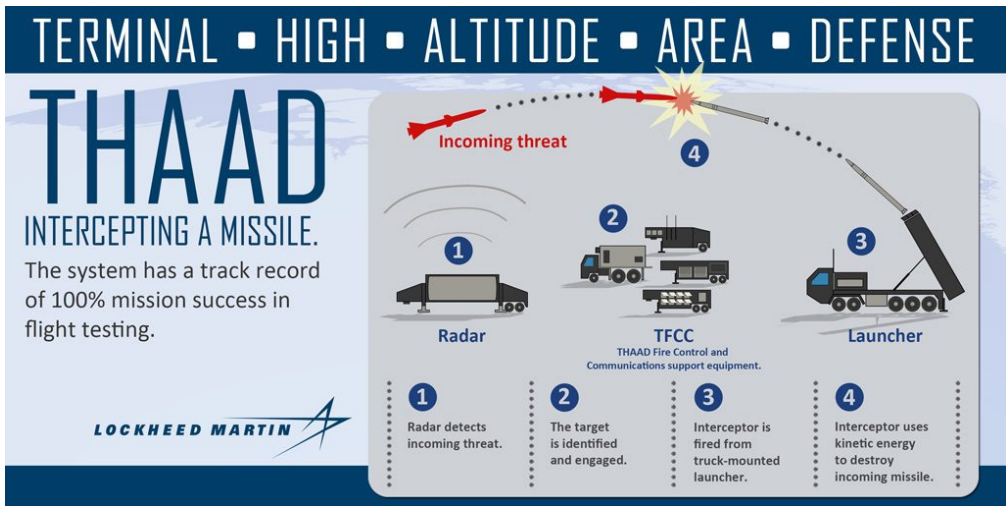 TERMINAL ▪ HIGH ▪ ALTITUDE ▪ AREA ▪ DEFENSE
THAAD
INTERCEPTING A MISSILE.
The system has a track record
of 100% mission success in
flight testing.
LOCKHEED MARTIN
Incoming threat
4
1
Radar
2
TFCC
THAAD Fire Control and
Communications support equipment.
3
Launcher
1
Radar detects
incoming threat.
2
The target
is identified
and engaged.
3
Interceptor is
fired from
truck-mounted
launcher.
4
Interceptor uses
kinetic energy
to destroy
incoming missile.